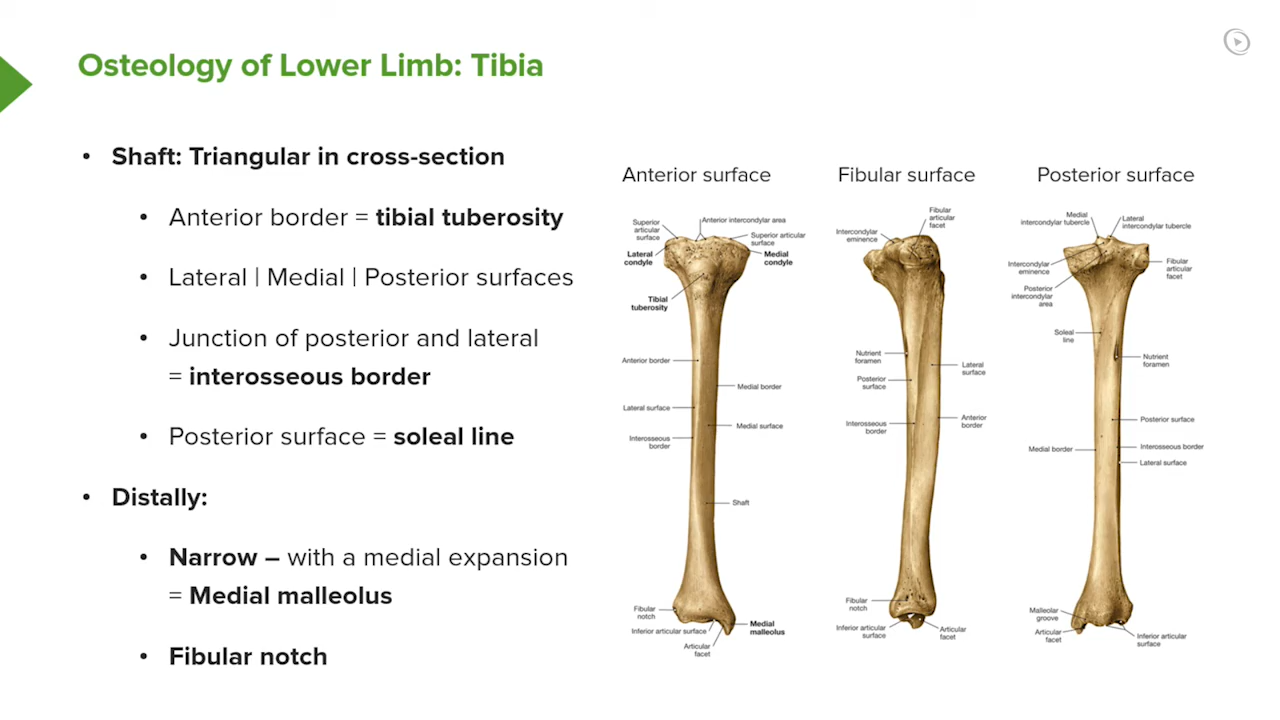 Osteology of Lower Limb: Tibia
• Shaft: Triangular in cross-section
• Anterior border = tibial tuberosity
• Lateral | Medial | Posterior surfaces
• Junction of posterior and lateral
= interosseous border
• Posterior surface = soleal line
• Distally:
• Narrow – with a medial expansion
= Medial malleolus
• Fibular notch
Anterior surface
Superior
articular
surface
Anterior intercondylar area
Superior articular
surface
Lateral
condyle
Medial
condyle
Tibial
tuberosity
Anterior border
Medial border
Lateral surface
Medial surface
Interosseous
border
Shaft
Fibular
notch
Inferior articular surface
Medial
malleolus
Articular
facet
Fibular surface
Fibular
articular
facet
Intercondylar
eminence
Nutrient
foramen
Lateral
surface
Posterior
surface
Interosseous
border
Anterior
border
Fibular
notch
Inferior articular
surface
Articular
facet
Posterior surface
Medial
intercondylar tubercle
Lateral
intercondylar tubercle
Intercondylar
eminence
Fibular
articular
facet
Posterior
intercondylar
area
Soleal
line
Nutrient
foramen
Posterior surface
Medial border
Interosseous border
Lateral surface
Malleolar
groove
Articular
facet
Inferior articular
surface